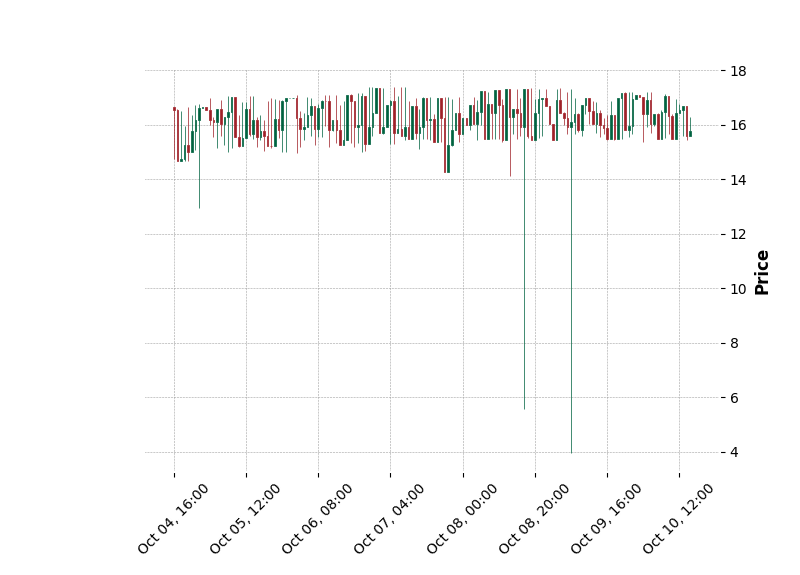 18
16
14
12
10
8
6
4
Price
Oct 04, 16:00
Oct 05, 12:00
Oct 06, 08:00
Oct 07, 04:00
Oct 08, 00:00
Oct 08, 20:00
Oct 09, 16:00
Oct 10, 12:00